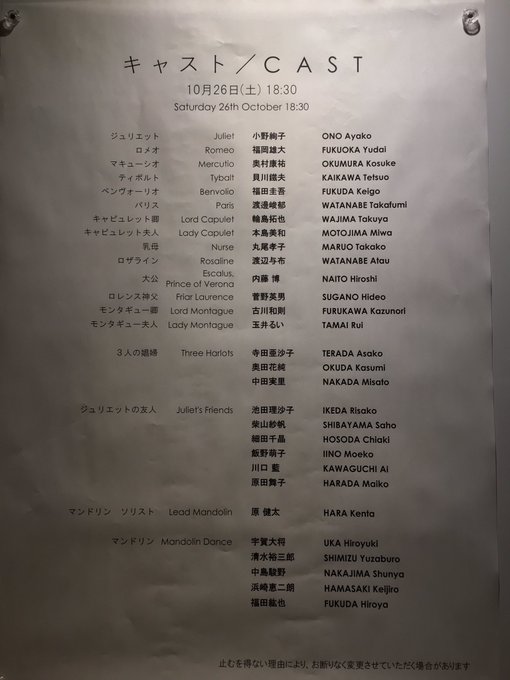 キャスト／CAST
10月26日(土) 18:30
Saturday 26th October 18:30
ジュリエット Juliet 小野絢子 ONO Ayako
ロメオ Romeo 福岡雄大 FUKUOKA Yudai
マキューシオ Mercutio 奥村康祐 OKUMURA Kosuke
ティボルト Tybalt 貝川鐵夫 KAIKAWA Tetsuo
ベンヴォーリオ Benvolio 福田圭吾 FUKUDA Keigo
パリス Paris 渡邊峻郁 WATANABE Takafumi
キャピュレット卿 Lord Capulet 輪島拓也 WAJIMA Takuya
キャピュレット夫人 Lady Capulet 本島美和 MOTOJIMA Miwa
乳母 Nurse 丸尾孝子 MARUO Takako
ロザライン Rosaline 渡辺与布 WATANABE Atau
大公 Escalus, Prince of Verona 内藤 博 NAITO Hiroshi
ロレンス神父 Friar Laurence 菅野英男 SUGANO Hideo
モンタギュー卿 Lord Montague 古川和則 FURUKAWA Kazunori
モンタギュー夫人 Lady Montague 玉井るい TAMAI Rui
3人の娼婦 Three Harlots 寺田亜沙子 TERADA Asako
奥田花純 OKUDA Kasumi
中田実里 NAKADA Misato
ジュリエットの友人 Juliet's Friends 池田理沙子 IKEDA Risako
柴山紗帆 SHIBAYAMA Saho
細田千晶 HOSODA Chiaki
飯野萌子 IINO Moeko
川口 藍 KAWAGUCHI Ai
原田舞子 HARADA Maiko
マンドリン ソリスト Lead Mandolin 原 健太 HARA Kenta
マンドリン Mandolin Dance 宇賀大将 UKA Hiroyuki
清水裕三郎 SHIMIZU Yuzaburo
中島駿野 NAKAJIMA Shunya
浜崎恵二朗 HAMASAKI Keijiro
福田紘也 FUKUDA Hiroya
止むを得ない理由により、お断りなく変更させていただく場合があります